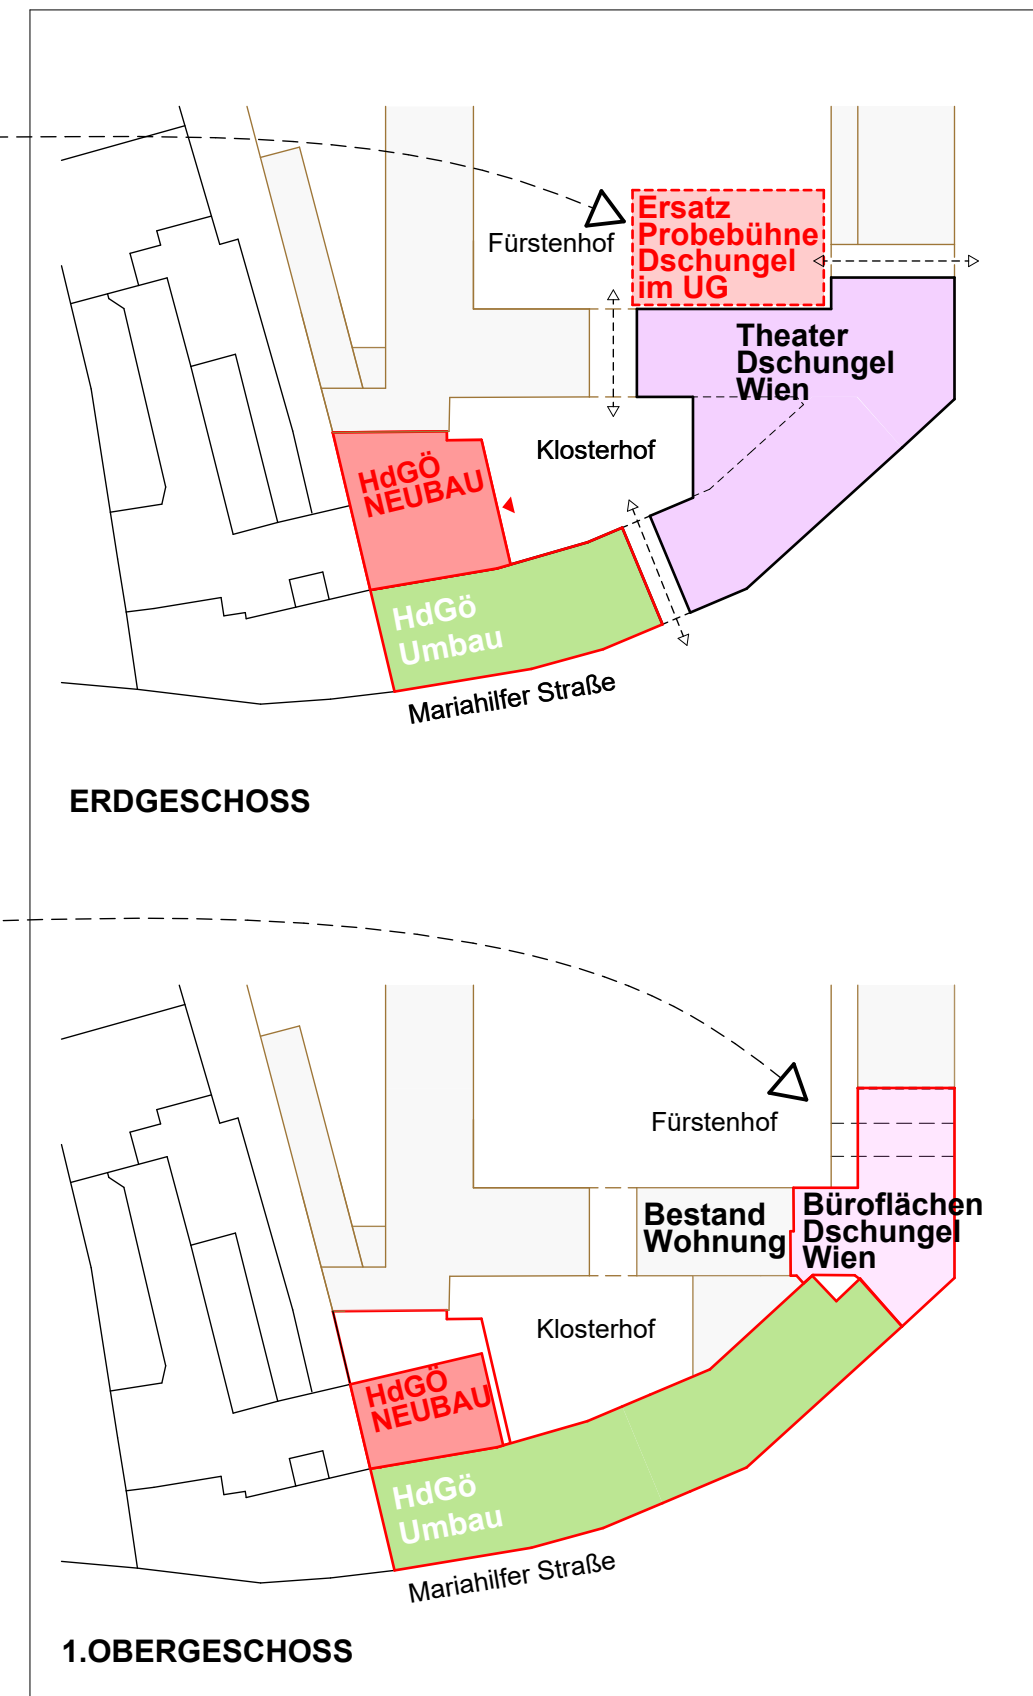 Ersatz
Probebühne
Dschungel
im UG
Fürstenhof
Theater
Dschungel
Wien
Klosterhof
HdGÖ
NEUBAU
HdGö
Umbau
Mariahilfer Straße
ERDGESCHOSS
Fürstenhof
Bestand
Wohnung
Büroflächen
Dschungel
Wien
Klosterhof
HdGÖ
NEUBAU
HdGö
Umbau
Mariahilfer Straße
1.OBERGESCHOSS